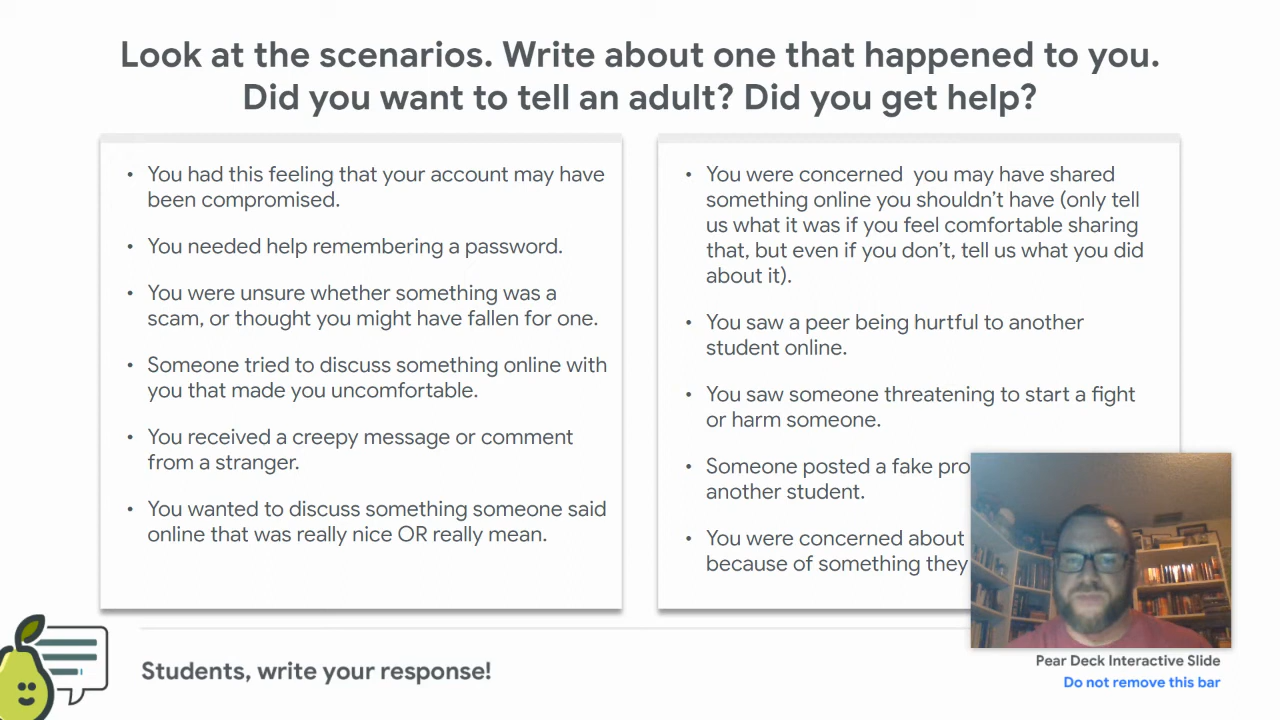 Look at the scenarios. Write about one that happened to you.
Did you want to tell an adult? Did you get help?
• You had this feeling that your account may have
been compromised.
• You needed help remembering a password.
• You were unsure whether something was a
scam, or thought you might have fallen for one.
• Someone tried to discuss something online with
you that made you uncomfortable.
• You received a creepy message or comment
from a stranger.
• You wanted to discuss something someone said
online that was really nice OR really mean.
• You were concerned you may have shared
something online you shouldn’t have (only tell
us what it was if you feel comfortable sharing
that, but even if you don’t, tell us what you did
about it).
• You saw a peer being hurtful to another
student online.
• You saw someone threatening to start a fight
or harm someone.
• Someone posted a fake pro
another student.
• You were concerned about
because of something they
Students, write your response!
Pear Deck Interactive Slide
Do not remove this bar